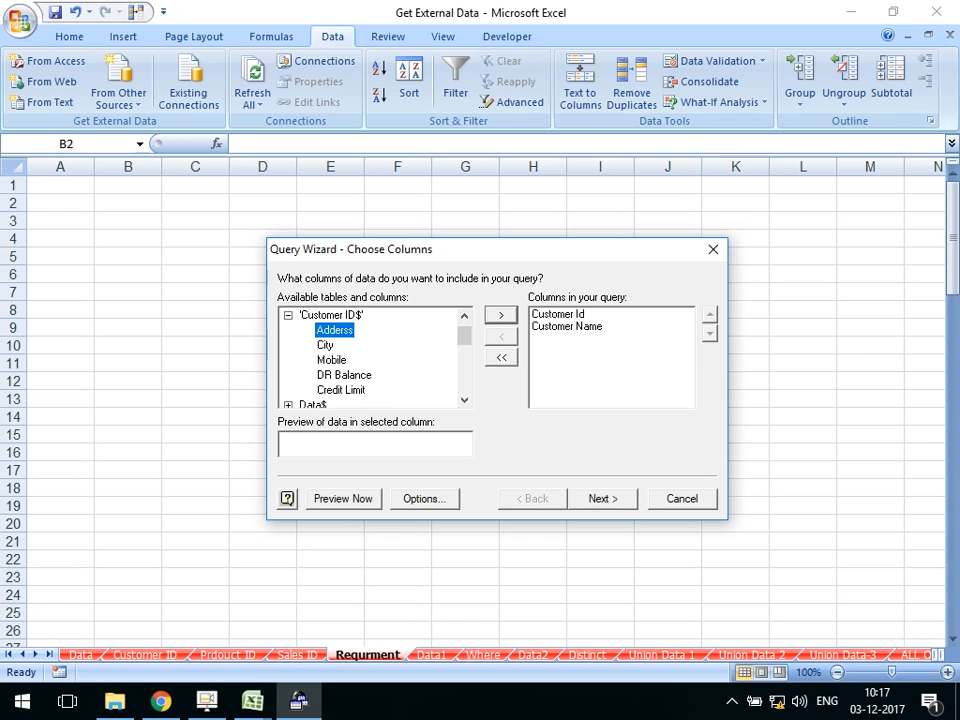 Get External Data - Microsoft Excel
Home Insert Page Layout Formulas Data Review View Developer
From Access
From Web
From Text
From Other Sources
Existing Connections
Get External Data
Refresh All
Connections
Properties
Edit Links
Connections
Sort
Filter
Clear
Reapply
Advanced
Sort & Filter
Text to Columns
Remove Duplicates
Data Validation
Consolidate
What-If Analysis
Data Tools
Group
Ungroup
Subtotal
Outline
B2 fx
A B C D E F G H I J K L M N
1
2
3
4
5
6
7
8
9
10
11
12
13
14
15
16
17
18
19
20
21
22
23
24
25
26
27
Query Wizard - Choose Columns
What columns of data do you want to include in your query?
Available tables and columns:
'Customer ID$'
Adderss
City
Mobile
DR Balance
Credit Limit
Data$
> 
<
<<
Columns in your query:
Customer Id
Customer Name
Preview of data in selected column:
Preview Now Options... < Back Next > Cancel
Data Customer ID Prdouct ID Sales ID Requrment Data1 Where Data2 Distinct Union Data 1 Union Data 2 Union Data-3 ALL
Ready 100%
ENG 10:17
03-12-2017
1